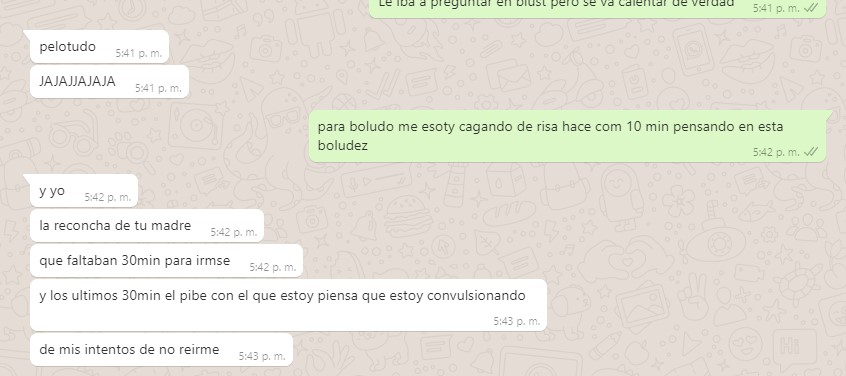 Le iba a preguntar en blust pero se va calentar de verdad 5:41 p. m.
pelotudo 5:41 p. m.
JAJAJJAJAJA 5:41 p. m.
para boludo me esoty cagando de risa hace com 10 min pensando en esta
boludez 5:42 p. m.
y yo 5:42 p. m.
la reconcha de tu madre 5:42 p. m.
que faltaban 30min para irmse 5:42 p. m.
y los ultimos 30min el pibe con el que estoy piensa que estoy convulsionando
5:43 p. m.
de mis intentos de no reirme 5:43 p. m.